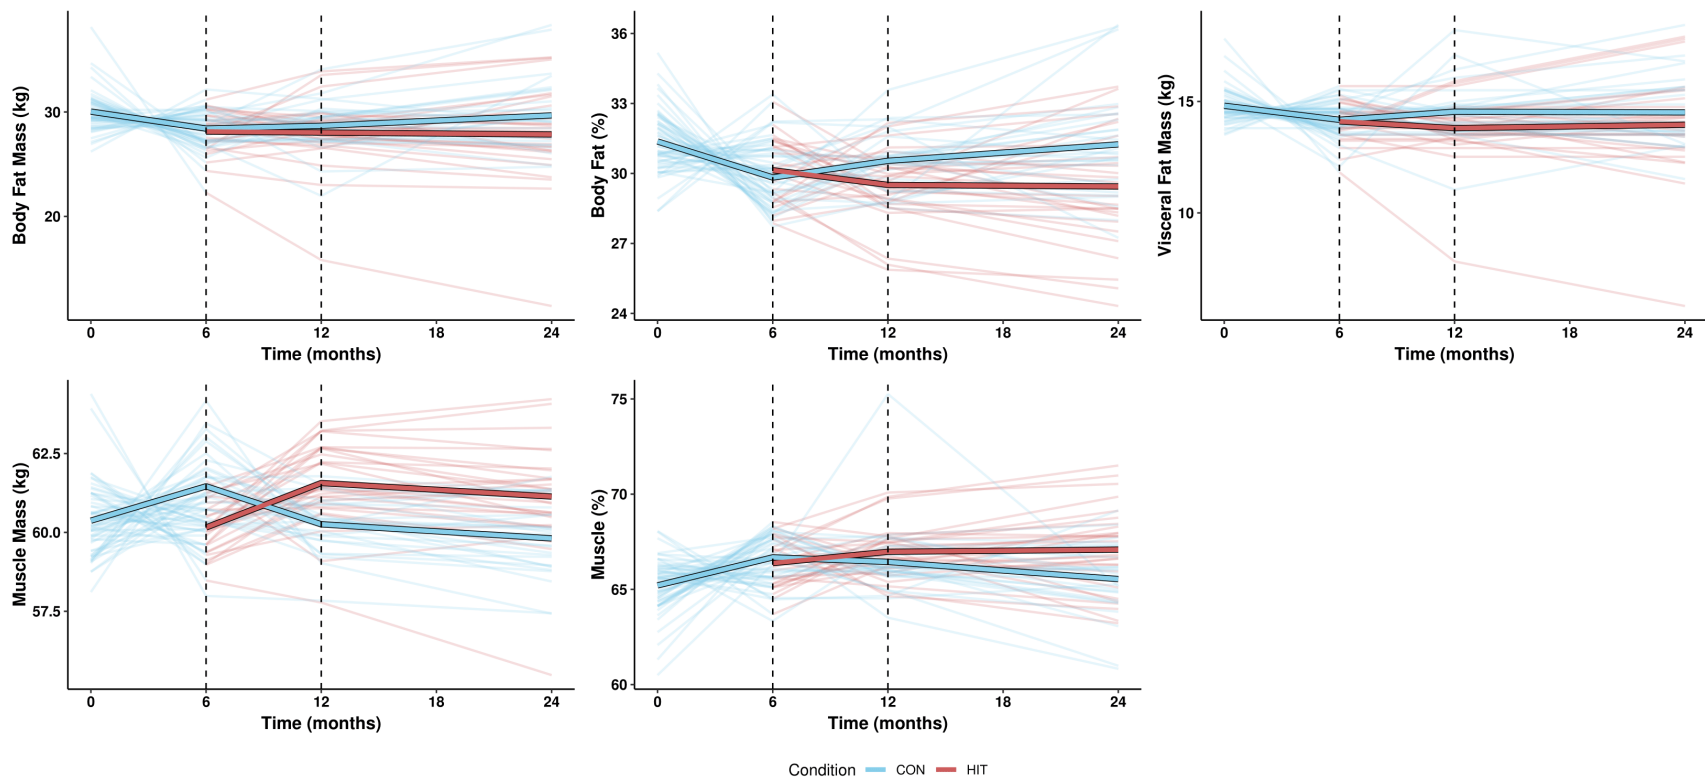 Body Fat Mass (kg)
30
20
0 6 12 18 24
Time (months)
Body Fat (%)
36
33
30
27
24
0 6 12 18 24
Time (months)
Visceral Fat Mass (kg)
15
10
0 6 12 18 24
Time (months)
Muscle Mass (kg)
62.5
60.0
57.5
0 6 12 18 24
Time (months)
Muscle (%)
75
70
65
60
0 6 12 18 24
Time (months)
Condition CON HIT